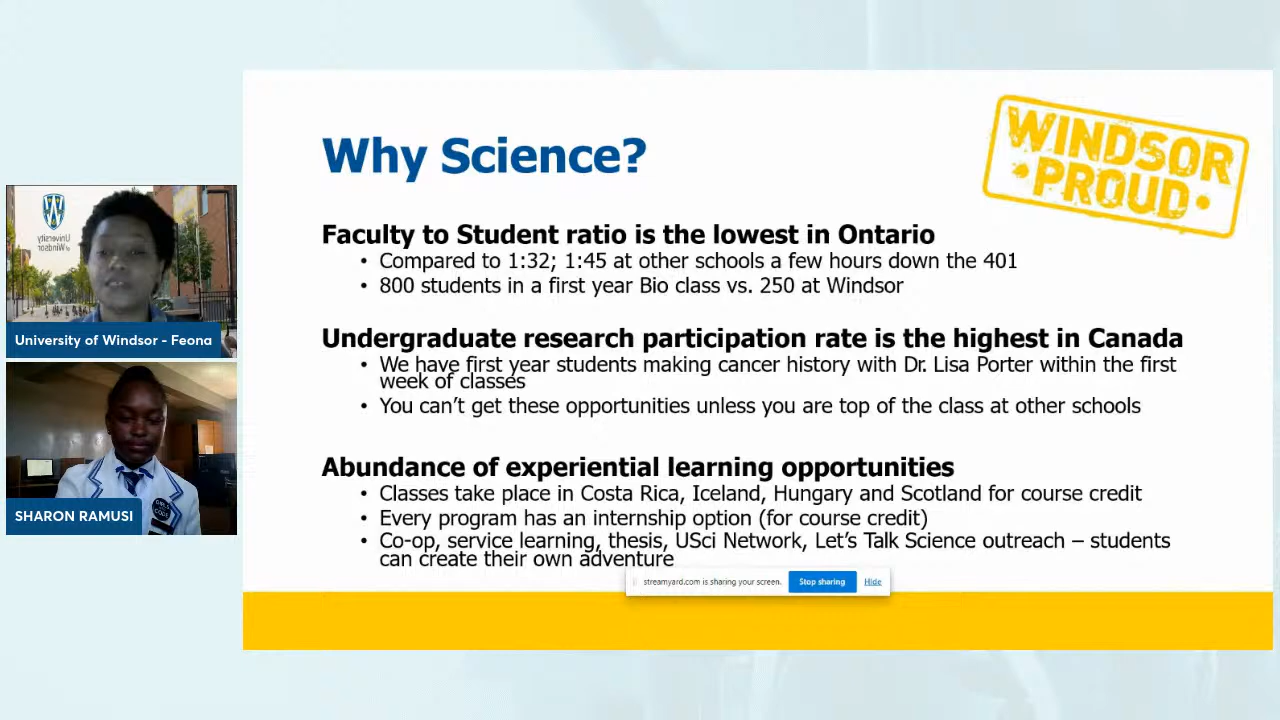 Why Science?
WINDSOR
PROUD
Faculty to Student ratio is the lowest in Ontario
• Compared to 1:32; 1:45 at other schools a few hours down the 401
• 800 students in a first year Bio class vs. 250 at Windsor
Undergraduate research participation rate is the highest in Canada
• We have first year students making cancer history with Dr. Lisa Porter within the first
week of classes
• You can't get these opportunities unless you are top of the class at other schools
Abundance of experiential learning opportunities
• Classes take place in Costa Rica, Iceland, Hungary and Scotland for course credit
• Every program has an internship option (for course credit)
• Co-op, service learning, thesis, USci Network, Let's Talk Science outreach – students
can create their own adventure
streamyard.com is sharing your screen. Stop sharing Hide
University
of Windsor
University of Windsor - Feona
SHARON RAMUSI